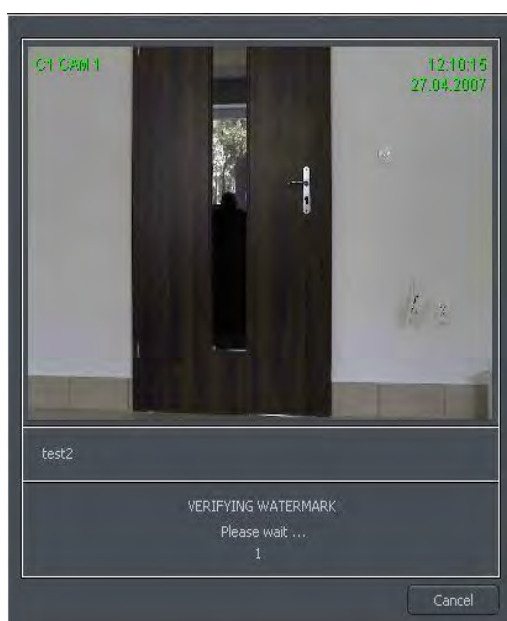 C1 CAM 1
12:10:15
27.04.2007
test2
VERIFYING WATERMARK
Please wait ...
1
Cancel